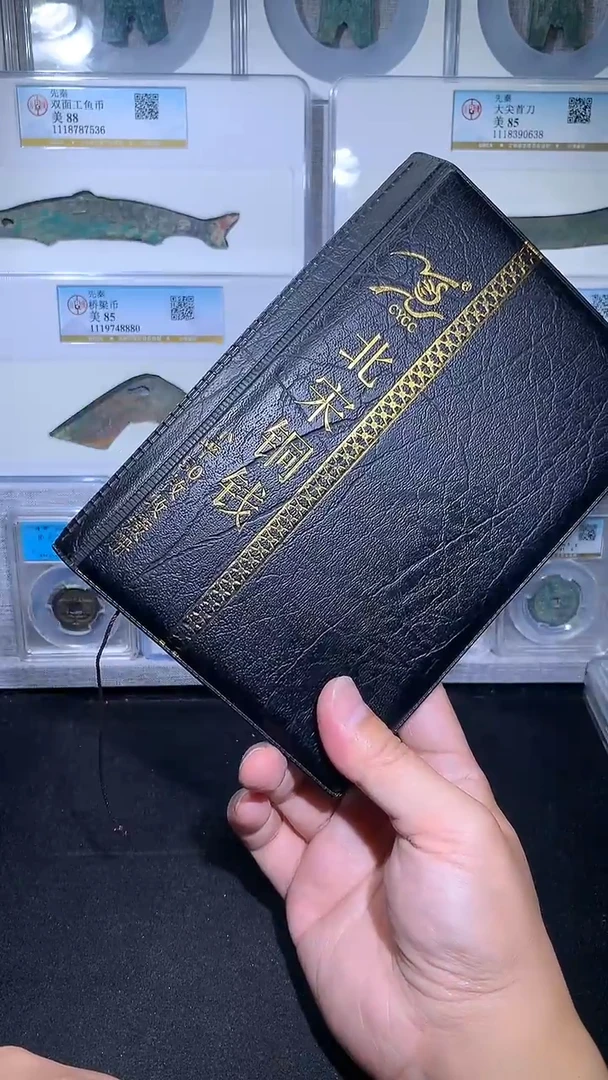 先秦
双面工鱼币
美 88
1118787536
先秦
大尖首刀
美 85
1118390638
先秦
桥梁币
美 85
1119748880
CYCC
北宋铜钱